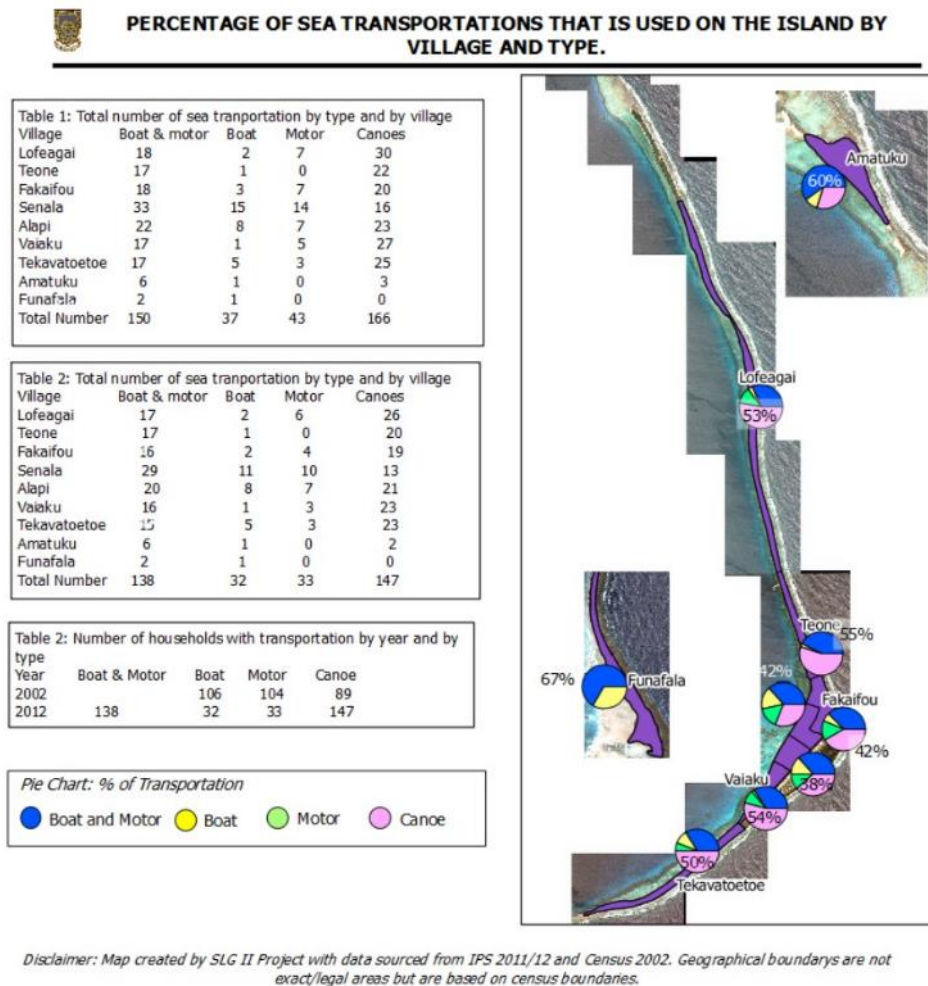 PERCENTAGE OF SEA TRANSPORTATIONS THAT IS USED ON THE ISLAND BY
VILLAGE AND TYPE.
Table 1: Total number of sea tranportation by type and by village
Village Boat & motor Boat Motor Canoes
Lofeagai 18 2 7 30
Teone 17 1 0 22
Fakaifou 18 3 7 20
Senala 33 15 14 16
Alapi 22 8 7 23
Vaiaku 17 1 5 27
Tekavatoetoe 17 5 3 25
Amatuku 6 1 0 3
Funafala 2 1 0 0
Total Number 150 37 43 166
Table 2: Total number of sea tranportation by type and by village
Village Boat & motor Boat Motor Canoes
Lofeagai 17 2 6 26
Teone 17 1 0 20
Fakaifou 16 2 4 19
Senala 29 11 10 13
Alapi 20 8 7 21
Vaiaku 16 1 3 23
Tekavatoetoe 15 5 3 23
Amatuku 6 1 0 2
Funafala 2 1 0 0
Total Number 138 32 33 147
Table 2: Number of households with transportation by year and by
type
Year Boat & Motor Boat Motor Canoe
2002 106 104 89
2012 138 32 33 147
Pie Chart: % of Transportation
Boat and Motor Boat Motor Canoe
Amatuku
60%
Lofeagai
53%
Teone
55%
42%
67% Funafala
Fakaifou
42%
Vaiaku
38%
54%
50%
Tekavatoetoe
Disclaimer: Map created by SLG II Project with data sourced from IPS 2011/12 and Census 2002. Geographical boundarys are not
exact/legal areas but are based on census boundaries.